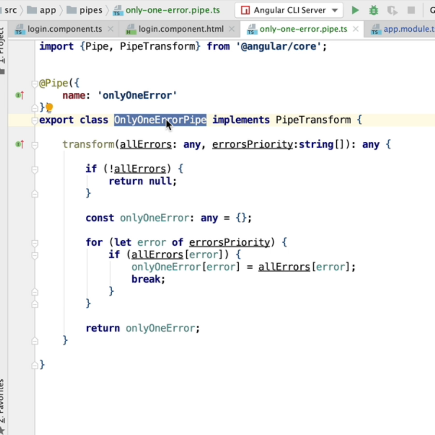 src app pipes only-one-error.pipe.ts Angular CLI Server
login.component.ts login.component.html only-one-error.pipe.ts app.module.t
1: Project
import {Pipe, PipeTransform} from '@angular/core';
@Pipe({
name: 'onlyOneError'
})
export class OnlyOneErrorPipe implements PipeTransform {
transform(allErrors: any, errorsPriority:string[]): any {
if (!allErrors) {
return null;
}
const onlyOneError: any = {};
for (let error of errorsPriority) {
if (allErrors[error]) {
onlyOneError[error] = allErrors[error];
break;
}
}
return onlyOneError;
}
}
2: Favorites